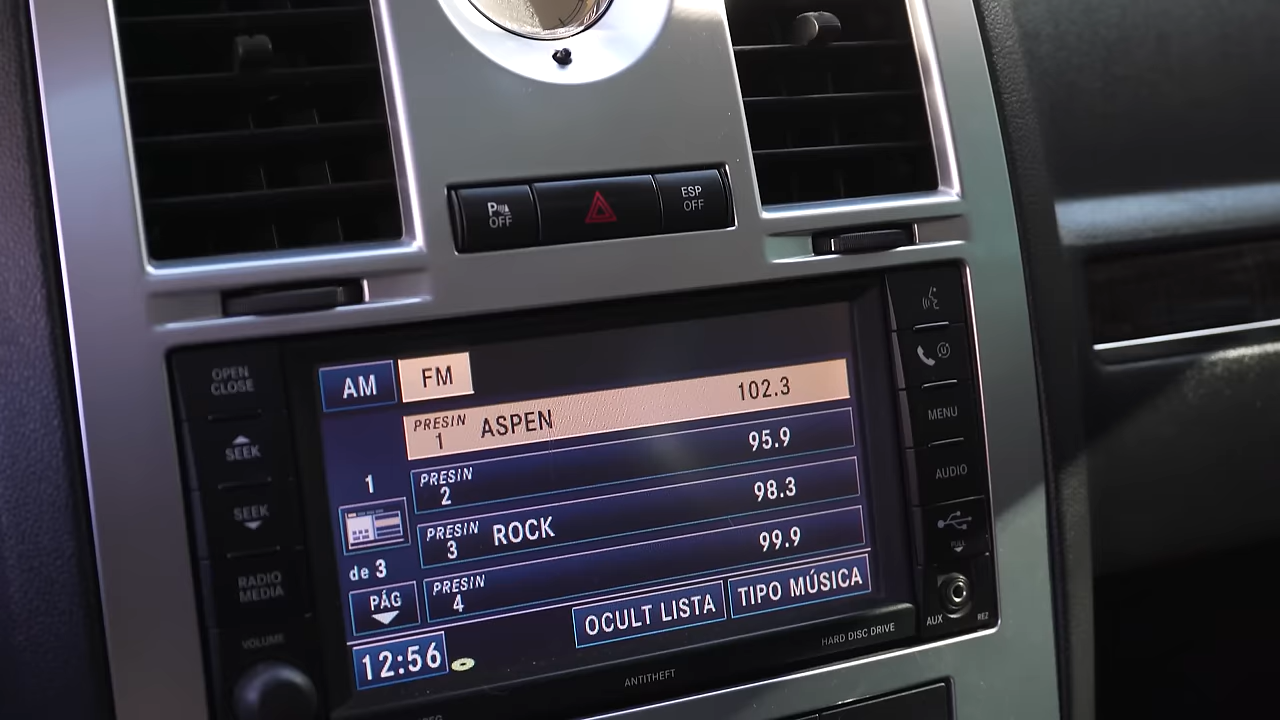 P OFF
ESP OFF
OPEN CLOSE
SEEK
SEEK
RADIO MEDIA
VOLUME
AM FM
PRESIN 1 ASPEN 102.3
PRESIN 2 95.9
PRESIN 3 ROCK 98.3
PRESIN 4 99.9
1
de 3
PÁG
OCULT LISTA TIPO MÚSICA
12:56
MENU
AUDIO
PULL
AUX REZ
HARD DISC DRIVE
ANTITHEFT